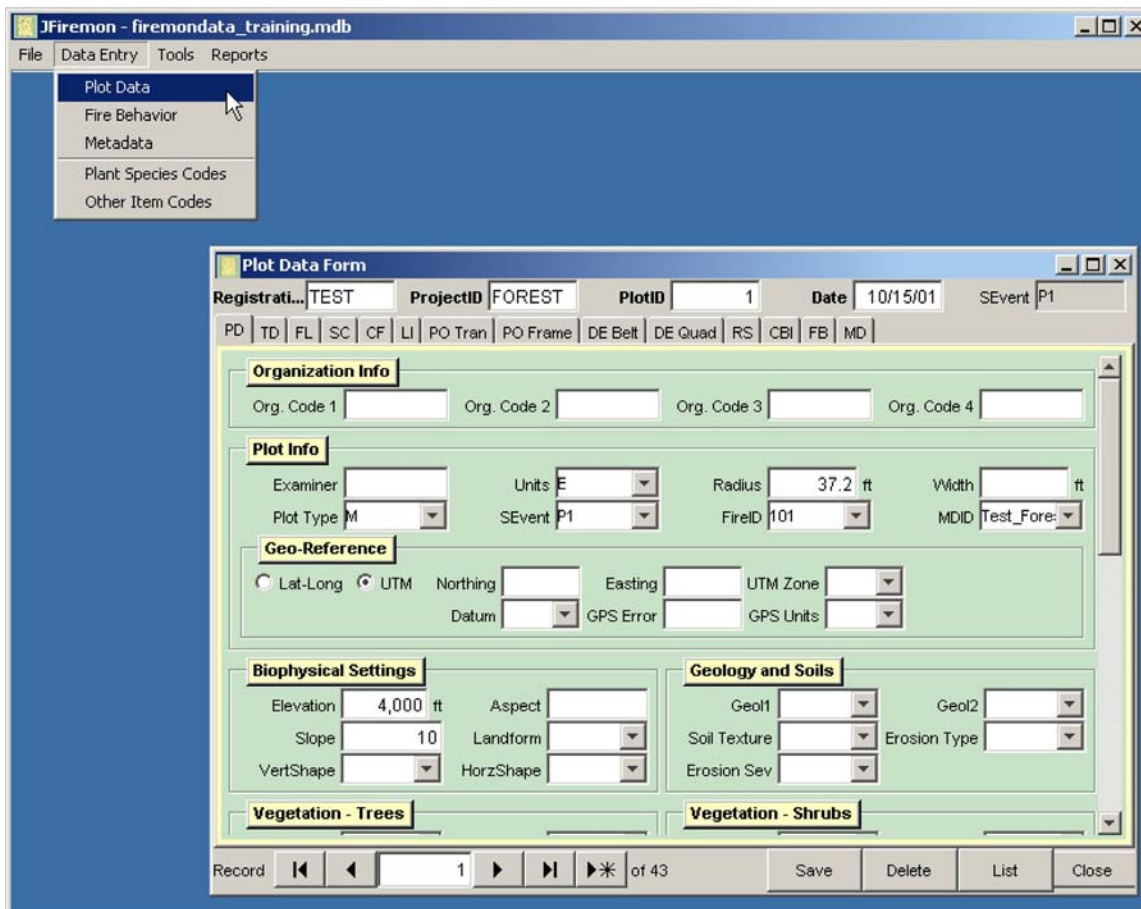 JFiremon - firemondata_training.mdb
File Data Entry Tools Reports
Plot Data
Fire Behavior
Metadata
Plant Species Codes
Other Item Codes
Plot Data Form
Registrati... TEST ProjectID FOREST PlotID 1 Date 10/15/01 SEvent P1
PD TD FL SC CF LI PO Tran PO Frame DE Belt DE Quad RS CBI FB MD
Organization Info
Org. Code 1 Org. Code 2 Org. Code 3 Org. Code 4
Plot Info
Examiner Units E Radius 37.2 ft Width ft
Plot Type M SEvent P1 FireID 101 MDID Test_Fore
Geo-Reference
Lat-Long UTM Northing Easting UTM Zone
Datum GPS Error GPS Units
Biophysical Settings Geology and Soils
Elevation 4,000 ft Aspect Geol1 Geol2
Slope 10 Landform Soil Texture Erosion Type
VertShape HorzShape Erosion Sev
Vegetation - Trees Vegetation - Shrubs
Record 1 of 43 Save Delete List Close